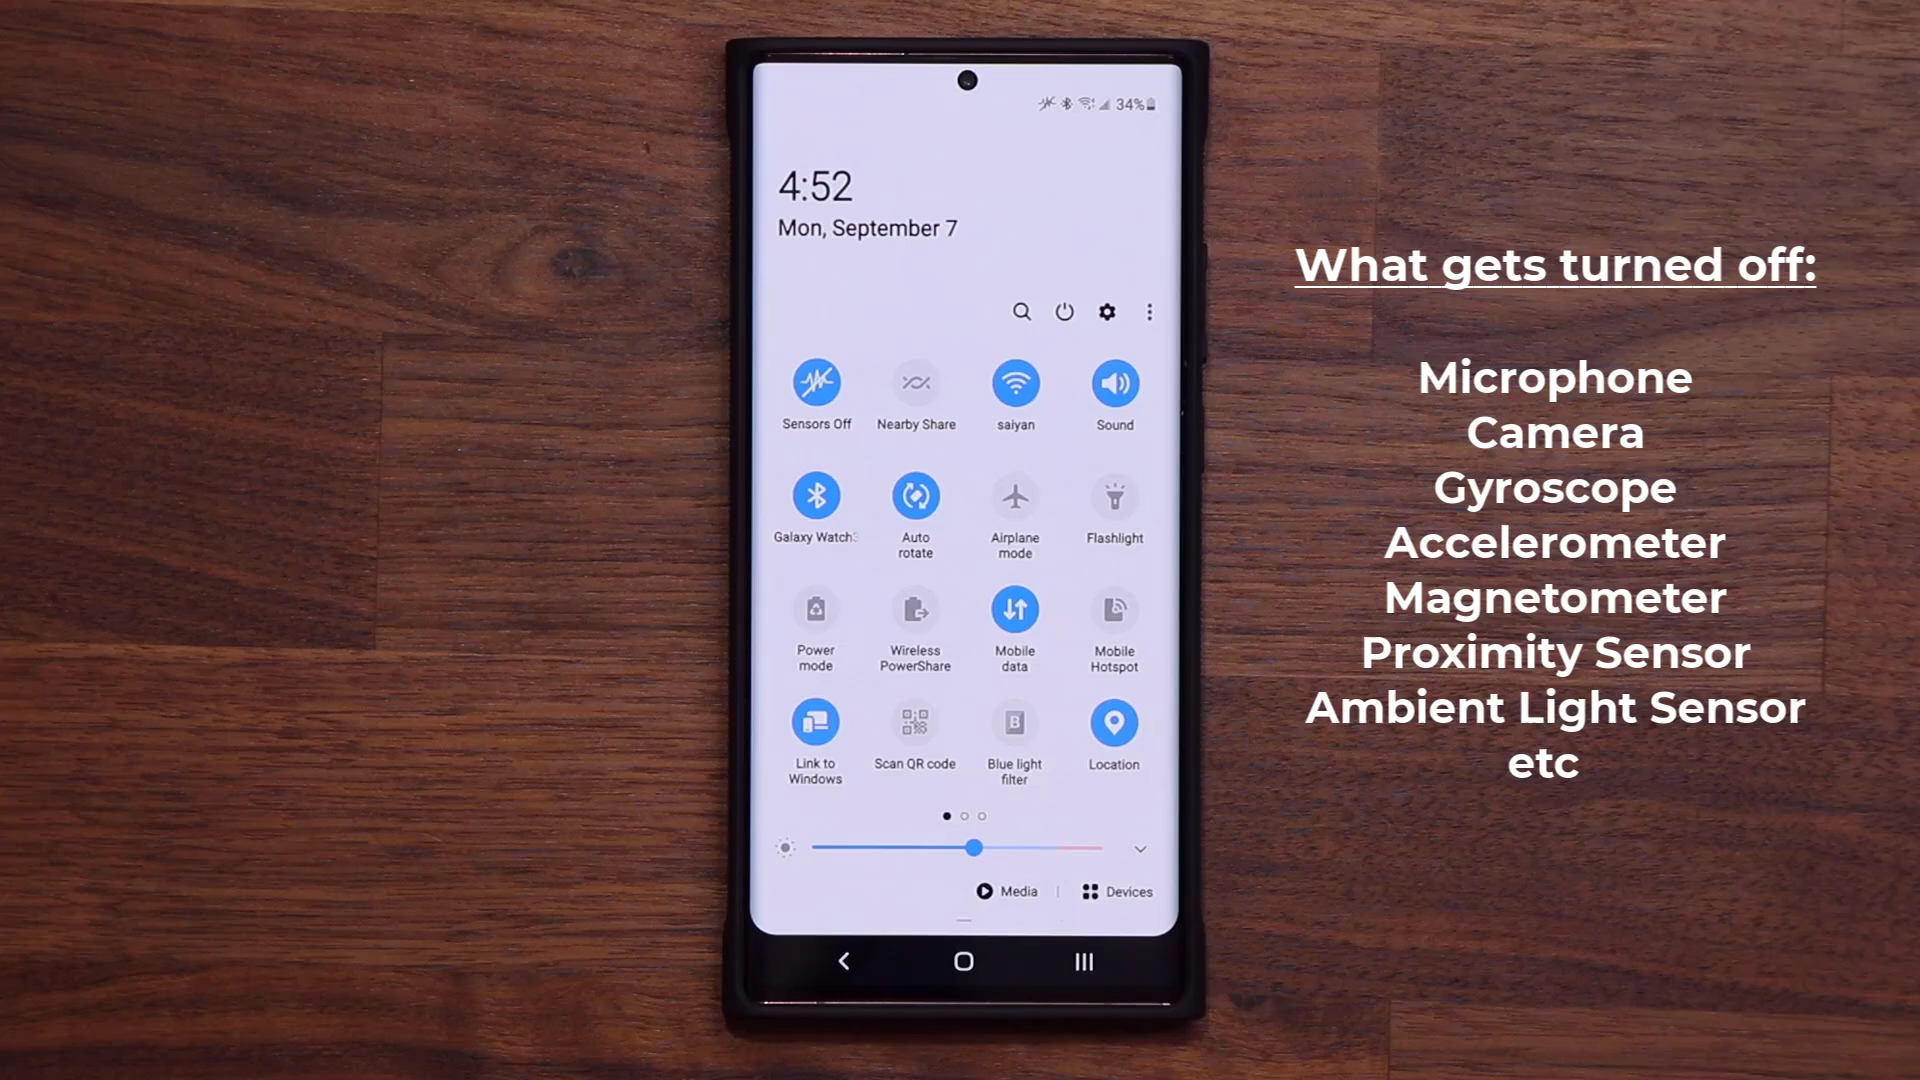 34%
4:52
Mon, September 7
Sensors Off
Nearby Share
saiyan
Sound
Galaxy Watch3
Auto
rotate
Airplane
mode
Flashlight
Power
mode
Wireless
PowerShare
Mobile
data
Mobile
Hotspot
Link to
Windows
Scan QR code
B
Blue light
filter
Location
Media
Devices
What gets turned off:
Microphone
Camera
Gyroscope
Accelerometer
Magnetometer
Proximity Sensor
Ambient Light Sensor
etc